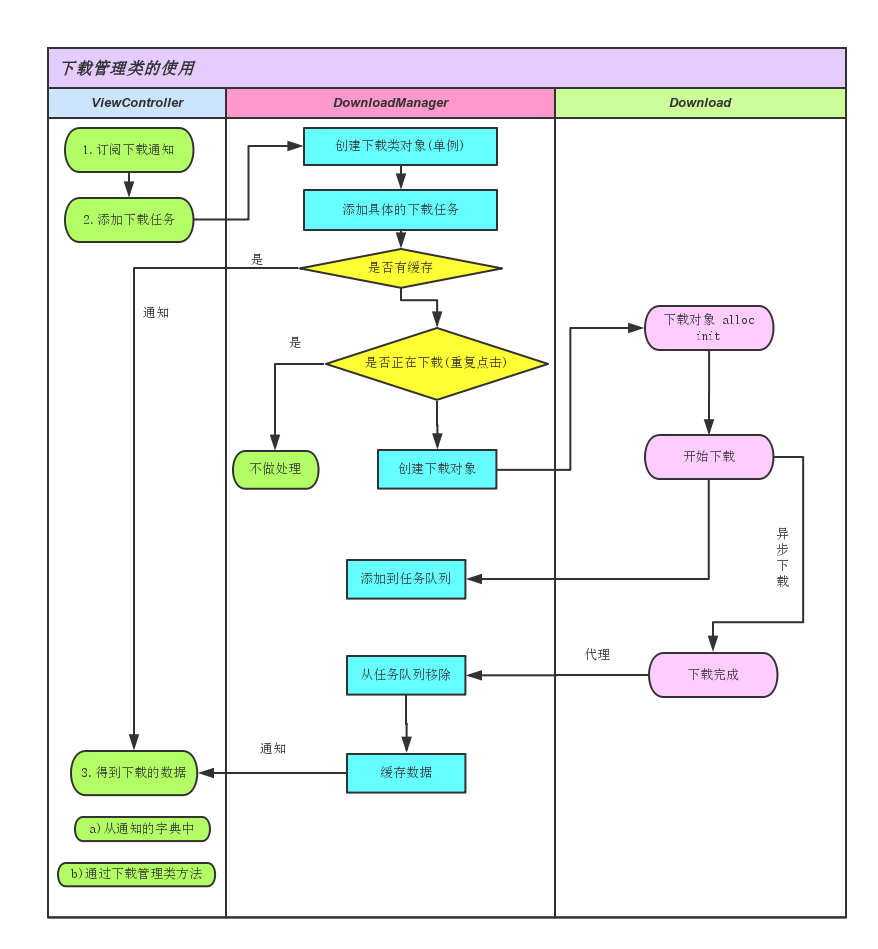 下载管理类的使用
ViewController
DownloadManager
Download
1.订阅下载通知
创建下载类对象(单例)
2.添加下载任务
添加具体的下载任务
是
是否有缓存
通知
下载对象 alloc
init
是
是否正在下载(重复点击)
不做处理
创建下载对象
开始下载
异
步
下
载
添加到任务队列
代理
从任务队列移除
下载完成
通知
3.得到下载的数据
缓存数据
a)从通知的字典中
b)通过下载管理类方法